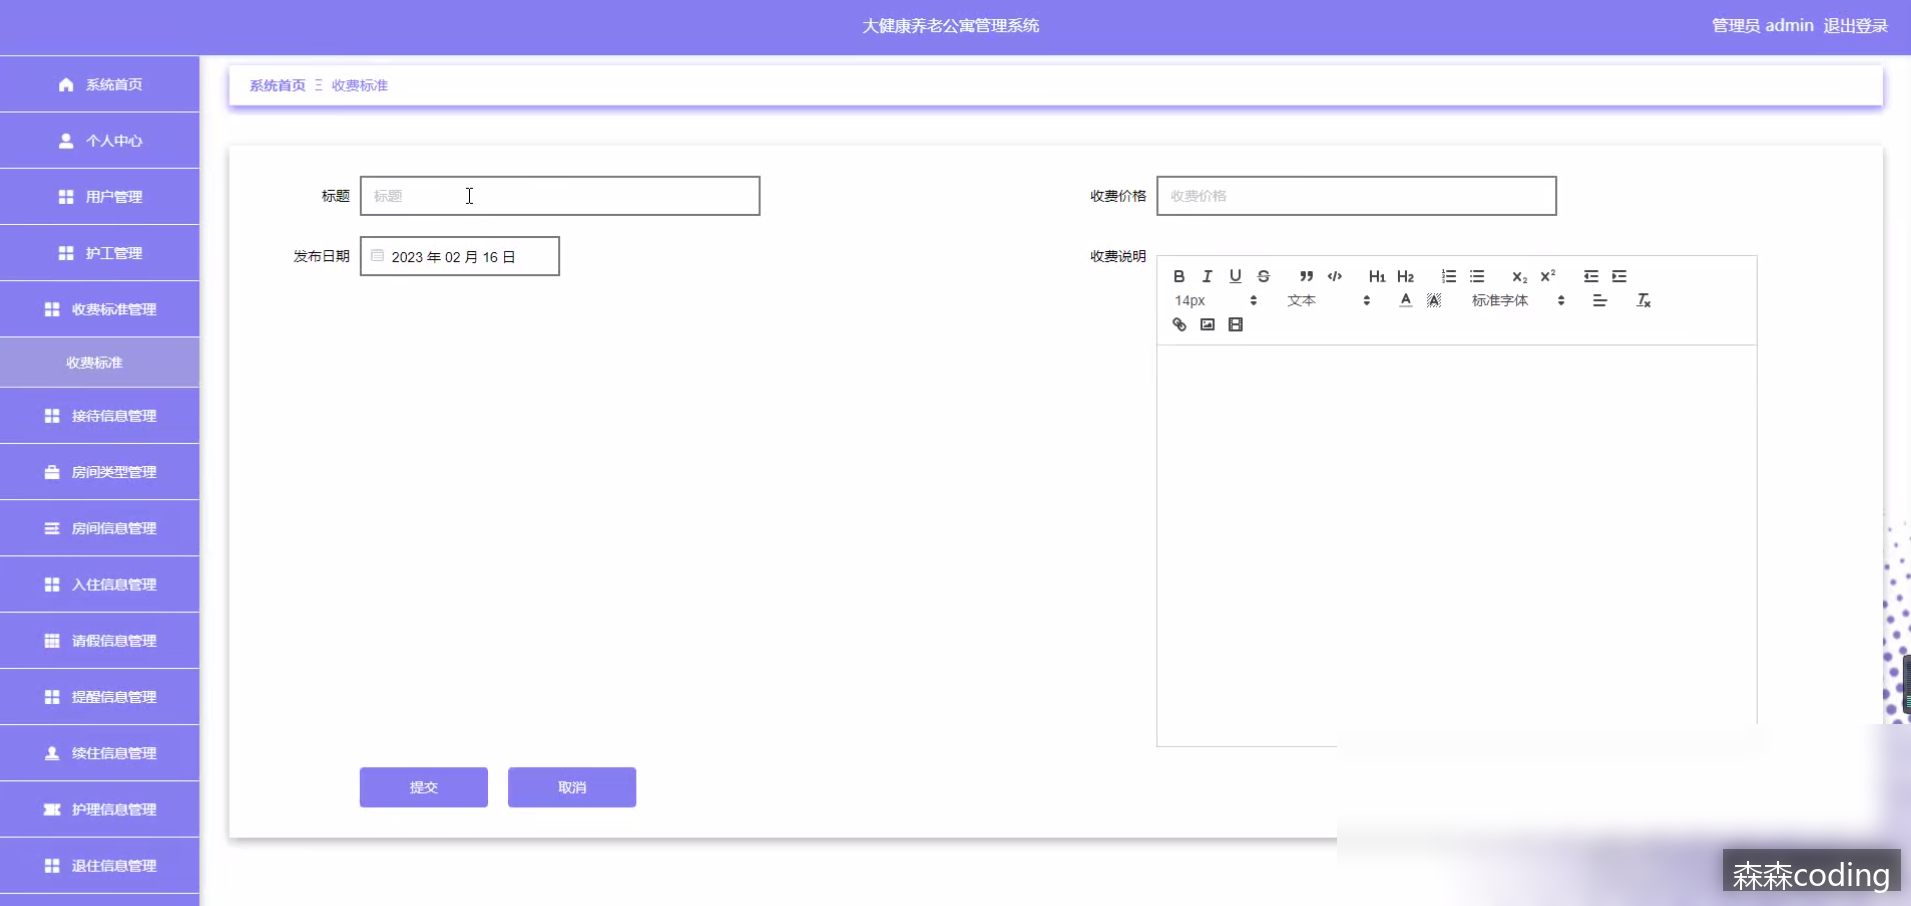 大健康养老公寓管理系统
管理员 admin 退出登录
系统首页
个人中心
用户管理
护工管理
收费标准管理
收费标准
接待信息管理
房间类型管理
房间信息管理
入住信息管理
请假信息管理
提醒信息管理
续住信息管理
护理信息管理
退住信息管理
系统首页 收费标准
标题 标题
收费价格 收费价格
发布日期 2023 年 02 月 16 日
收费说明
B I U S ” </> H1 H2 X₂ X²
14px 文本 A A 标准字体 Tx
提交 取消
森森coding